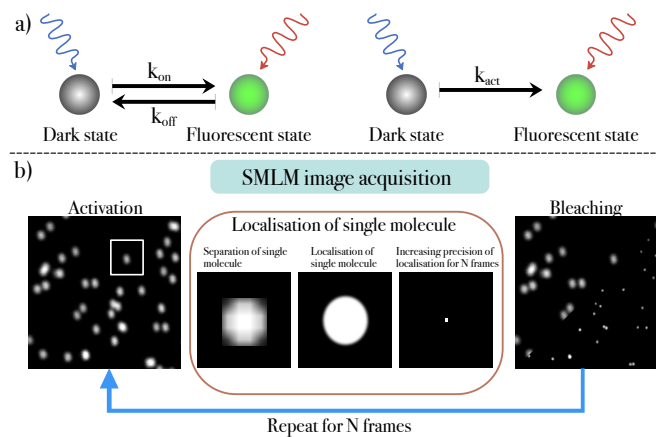 a)
k_on
k_off
Dark state
Fluorescent state
k_act
Dark state
Fluorescent state
b)
SMLM image acquisition
Activation
Localisation of single molecule
Separation of single
molecule
Localisation of
single molecule
Increasing precision of
localisation for N frames
Bleaching
Repeat for N frames